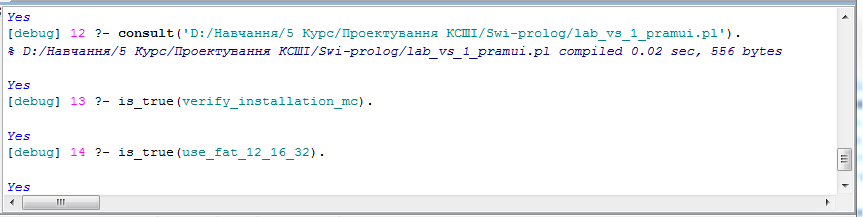 Yes
[debug] 12 ?- consult('D:/Навчання/5 Курс/Проектування КСШІ/Swi-prolog/lab_vs_1_pramui.pl').
% D:/Навчання/5 Курс/Проектування КСШІ/Swi-prolog/lab_vs_1_pramui.pl compiled 0.02 sec, 556 bytes
Yes
[debug] 13 ?- is_true(verify_installation_mc).
Yes
[debug] 14 ?- is_true(use_fat_12_16_32).
Yes